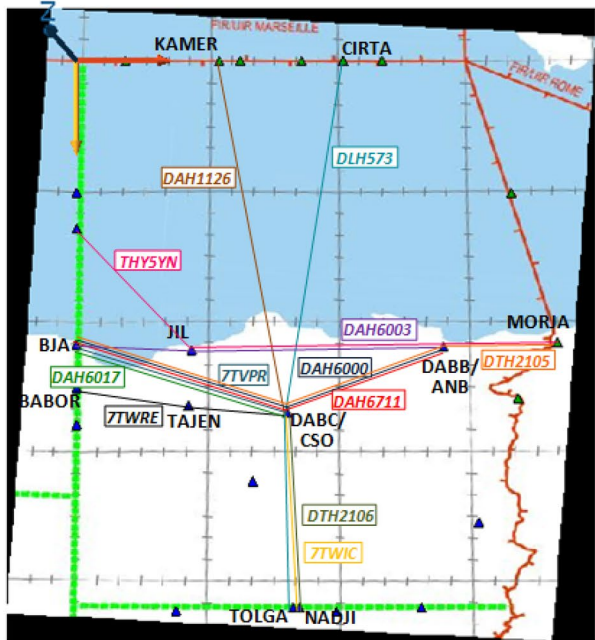 Z
FIR/UIR MARSEILLE
KAMER
CIRTA
FIR/UIR ROME
DLH573
DAH1126
THY5YN
JIL
DAH6003
MORJA
BJA
DAH6017
7TVPR
DAH6000
DABB/
ANB
DTH2105
BABOR
7TWRE
TAJEN
DAH6711
DABC/
CSO
DTH2106
7TWIC
TOLGA
NADJI